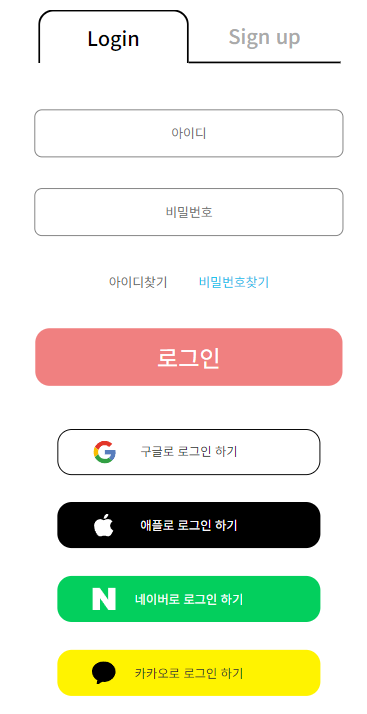 Login
Sign up
아이디
비밀번호
아이디찾기 비밀번호찾기
로그인
구글로 로그인 하기
애플로 로그인 하기
네이버로 로그인 하기
카카오로 로그인 하기